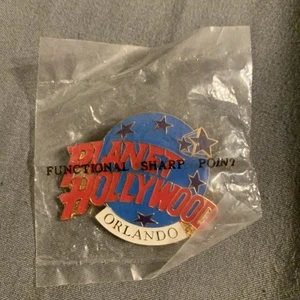 PLANET
FUNCTIONAL SHARP POINT
HOLLYWOOD
ORLANDO